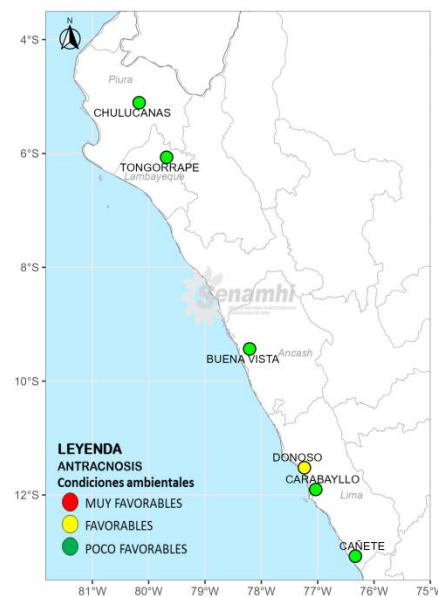 N
4°S
Piura
CHULUCANAS
6°S
TONGORRAPE
Lambayeque
8°S
Senamhi
BUENA VISTA
Ancash
10°S
LEYENDA
ANTRACNOSIS
Condiciones ambientales
MUY FAVORABLES
FAVORABLES
POCO FAVORABLES
DONOSO
CARABAYLLO
Lima
12°S
CAÑETE
81°W 80°W 79°W 78°W 77°W 76°W 75°W